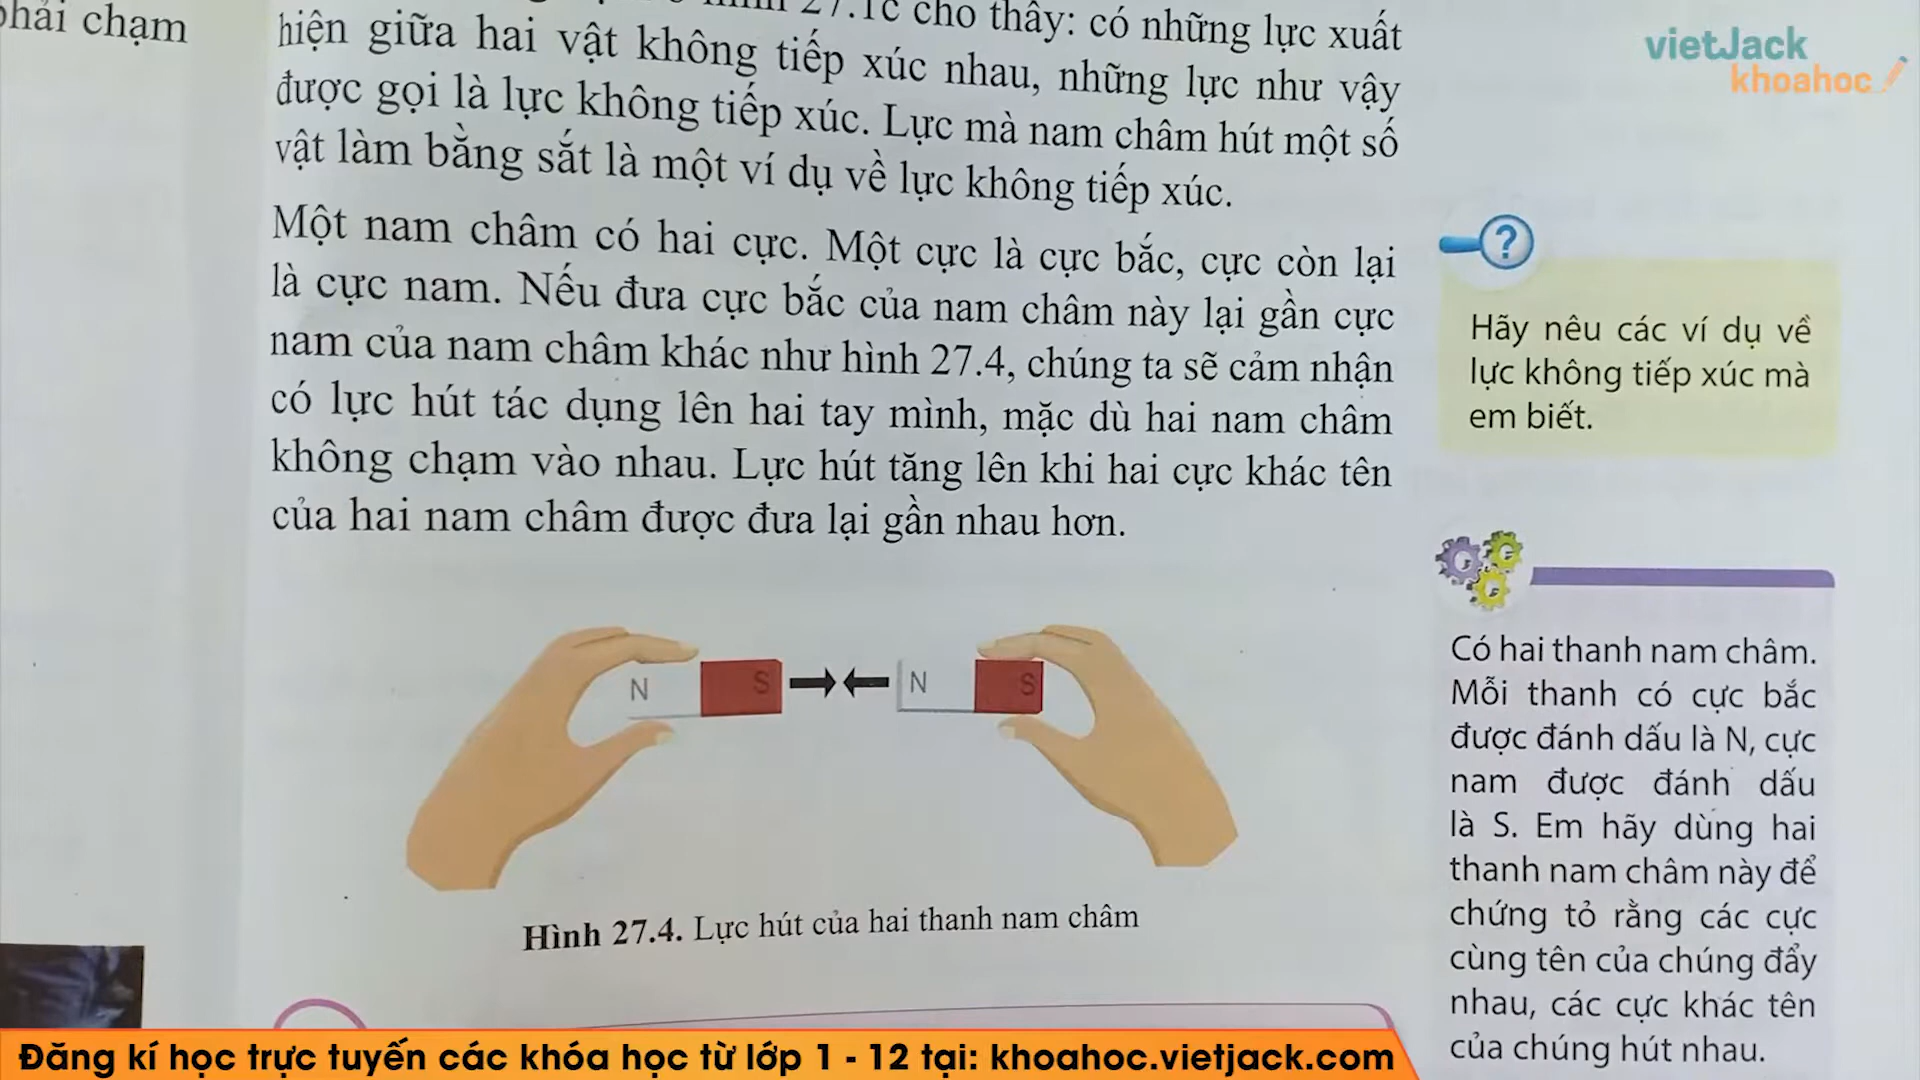 phải chạm
27.1c cho thấy: có những lực xuất
hiện giữa hai vật không tiếp xúc nhau, những lực như vậy
được gọi là lực không tiếp xúc. Lực mà nam châm hút một số
vật làm bằng sắt là một ví dụ về lực không tiếp xúc.
Một nam châm có hai cực. Một cực là cực bắc, cực còn lại
là cực nam. Nếu đưa cực bắc của nam châm này lại gần cực
nam của nam châm khác như hình 27.4, chúng ta sẽ cảm nhận
có lực hút tác dụng lên hai tay mình, mặc dù hai nam châm
không chạm vào nhau. Lực hút tăng lên khi hai cực khác tên
của hai nam châm được đưa lại gần nhau hơn.
N S N S
Hình 27.4. Lực hút của hai thanh nam châm
vietJack
khoahoc
?
Hãy nêu các ví dụ về
lực không tiếp xúc mà
em biết.
Có hai thanh nam châm.
Mỗi thanh có cực bắc
được đánh dấu là N, cực
nam được đánh dấu
là S. Em hãy dùng hai
thanh nam châm này để
chứng tỏ rằng các cực
cùng tên của chúng đẩy
nhau, các cực khác tên
của chúng hút nhau.
Đăng kí học trực tuyến các khóa học từ lớp 1 - 12 tại: khoahoc.vietjack.com